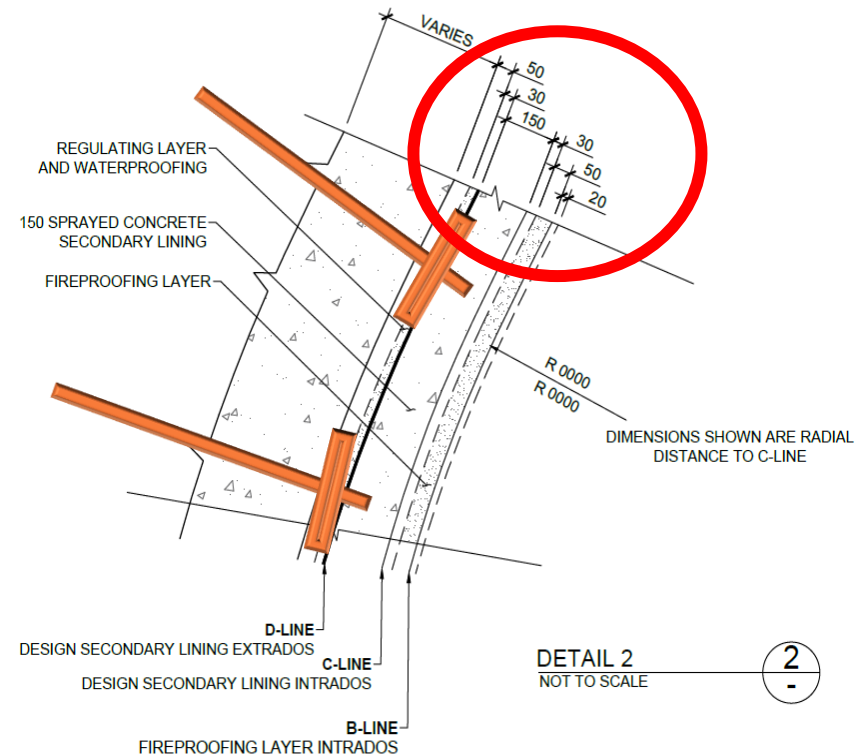 VARIES
50
30
150
30
50
20
REGULATING LAYER
AND WATERPROOFING
150 SPRAYED CONCRETE
SECONDARY LINING
FIREPROOFING LAYER
R 0000
R 0000
DIMENSIONS SHOWN ARE RADIAL
DISTANCE TO C-LINE
D-LINE
DESIGN SECONDARY LINING EXTRADOS
C-LINE
DESIGN SECONDARY LINING INTRADOS
B-LINE
FIREPROOFING LAYER INTRADOS
DETAIL 2
NOT TO SCALE
2
-